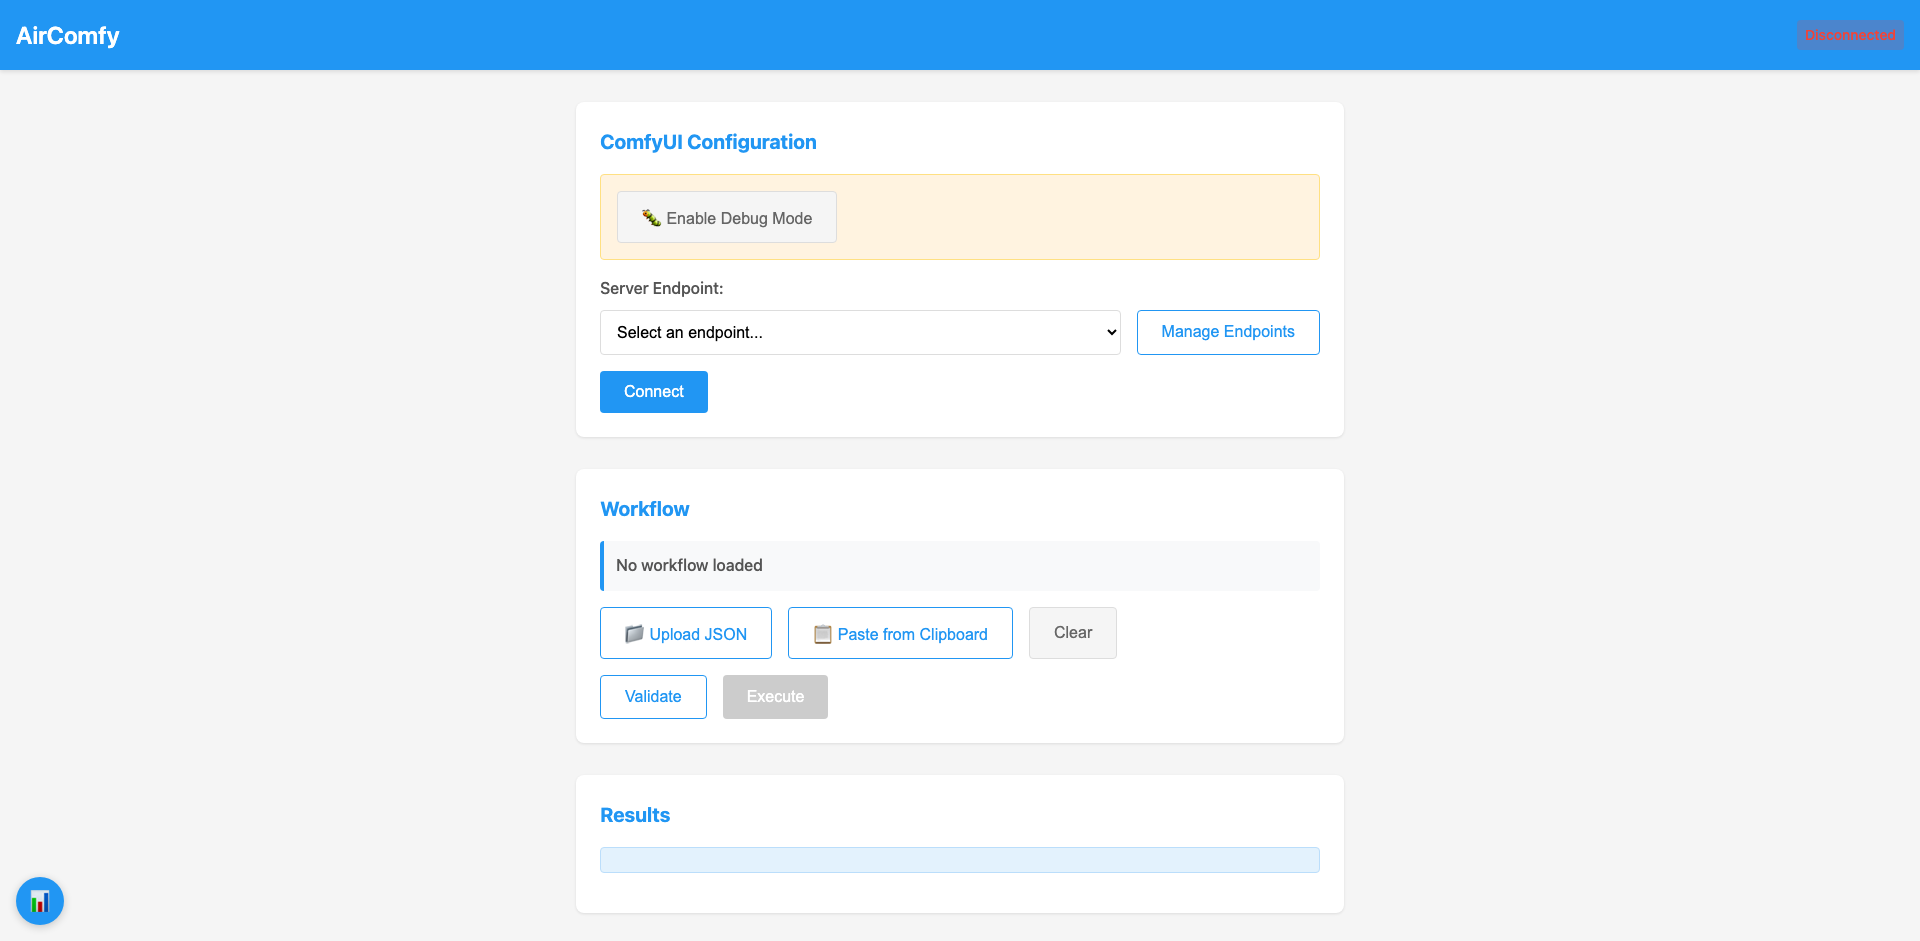 AirComfy
Disconnected
ComfyUI Configuration
🐛 Enable Debug Mode
Server Endpoint:
Select an endpoint...
Manage Endpoints
Connect
Workflow
No workflow loaded
📁 Upload JSON
📋 Paste from Clipboard
Clear
Validate
Execute
Results